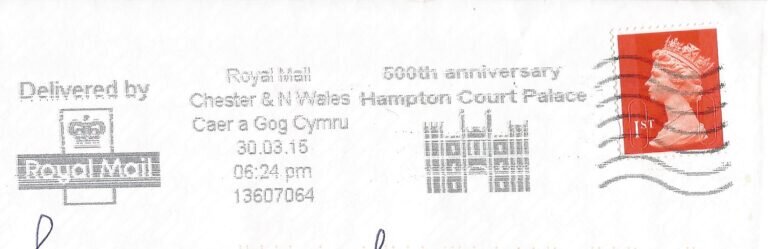 Delivered by
Royal Mail
Royal Mail
Chester & N Wales
Caer a Gog Cymru
30.03.15
06:24 pm
13607064
500th anniversary
Hampton Court Palace
1ST